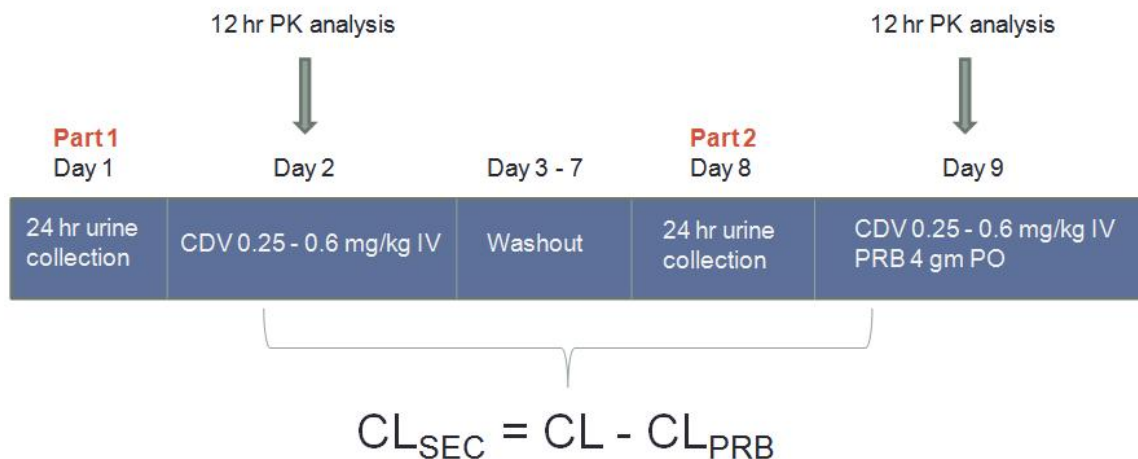 12 hr PK analysis
12 hr PK analysis
Part 1
Day 1
Day 2
Day 3 - 7
Part 2
Day 8
Day 9
24 hr urine
collection
CDV 0.25 - 0.6 mg/kg IV
Washout
24 hr urine
collection
CDV 0.25 - 0.6 mg/kg IV
PRB 4 gm PO
CL_SEC = CL - CL_PRB